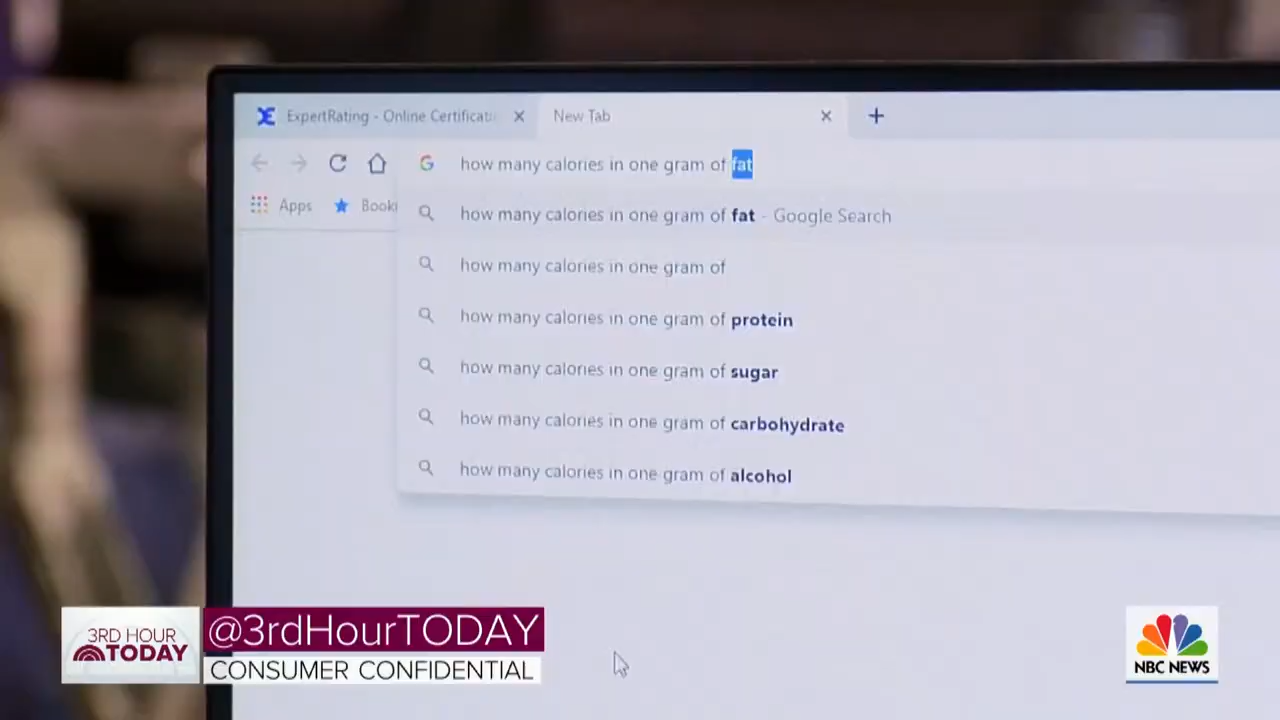 ExpertRating - Online Certificati
New Tab
how many calories in one gram of fat
Apps
Book
how many calories in one gram of fat - Google Search
how many calories in one gram of
how many calories in one gram of protein
how many calories in one gram of sugar
how many calories in one gram of carbohydrate
how many calories in one gram of alcohol
3RD HOUR
TODAY
@3rdHourTODAY
CONSUMER CONFIDENTIAL
NBC NEWS